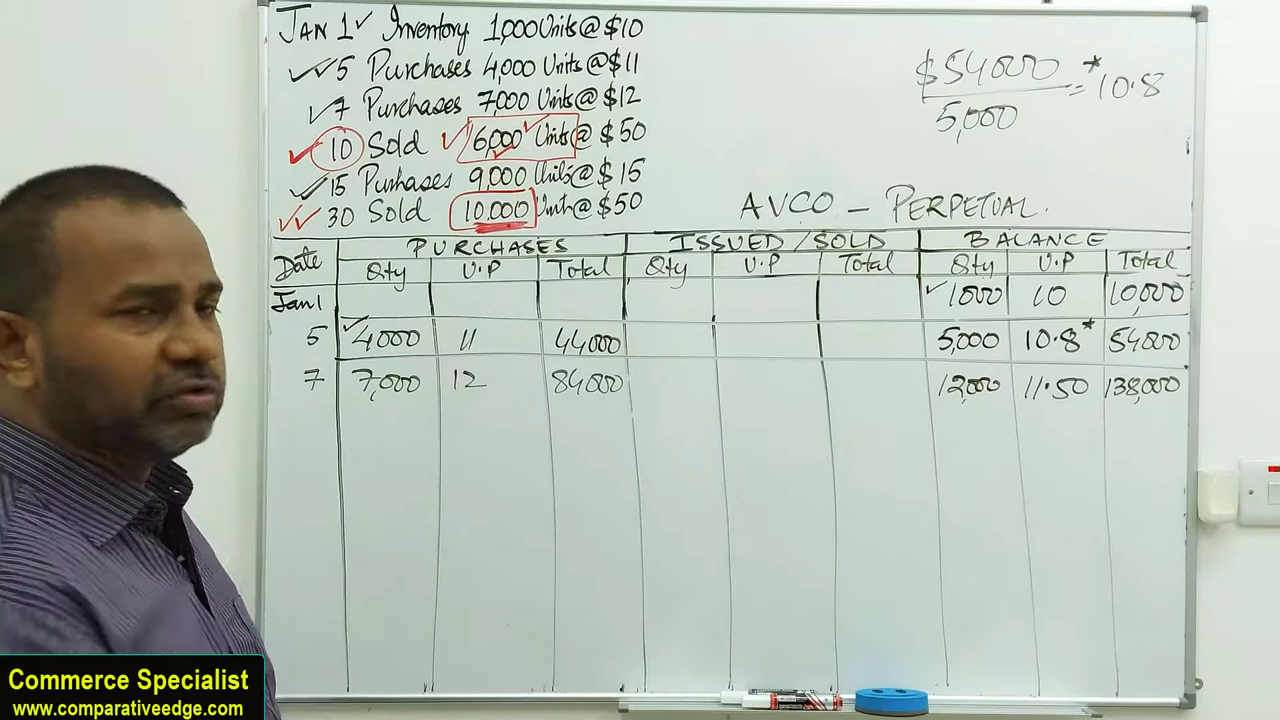 JAN 1 Inventory 1,000 Units @ $10
5 Purchases 4,000 Units @ $11
7 Purchases 7,000 Units @ $12
10 Sold 6,000 Units @ $50
15 Purhases 9,000 Units @ $15
30 Sold 10,000 Units @ $50
$54000 / 5,000 = 10.8*
AVCO - PERPETUAL.
Date PURCHASES ISSUED/SOLD BALANCE
Qty U.P Total Qty U.P Total Qty U.P Total
Jan 1 1000 10 10,000
5 4000 11 44000 5,000 10.8* 54000
7 7,000 12 84000 12,000 11.50 138,000
Commerce Specialist
www.comparativeedge.com